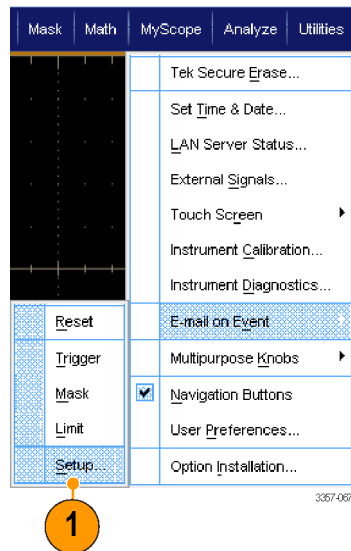 Mask Math MyScope Analyze Utilities
Tek Secure Erase...
Set Time & Date...
LAN Server Status...
External Signals...
Touch Screen
Instrument Calibration...
Instrument Diagnostics...
E-mail on Event
Multipurpose Knobs
Navigation Buttons
User Preferences...
Option Installation...
Reset
Trigger
Mask
Limit
Setup...
3357-067
1